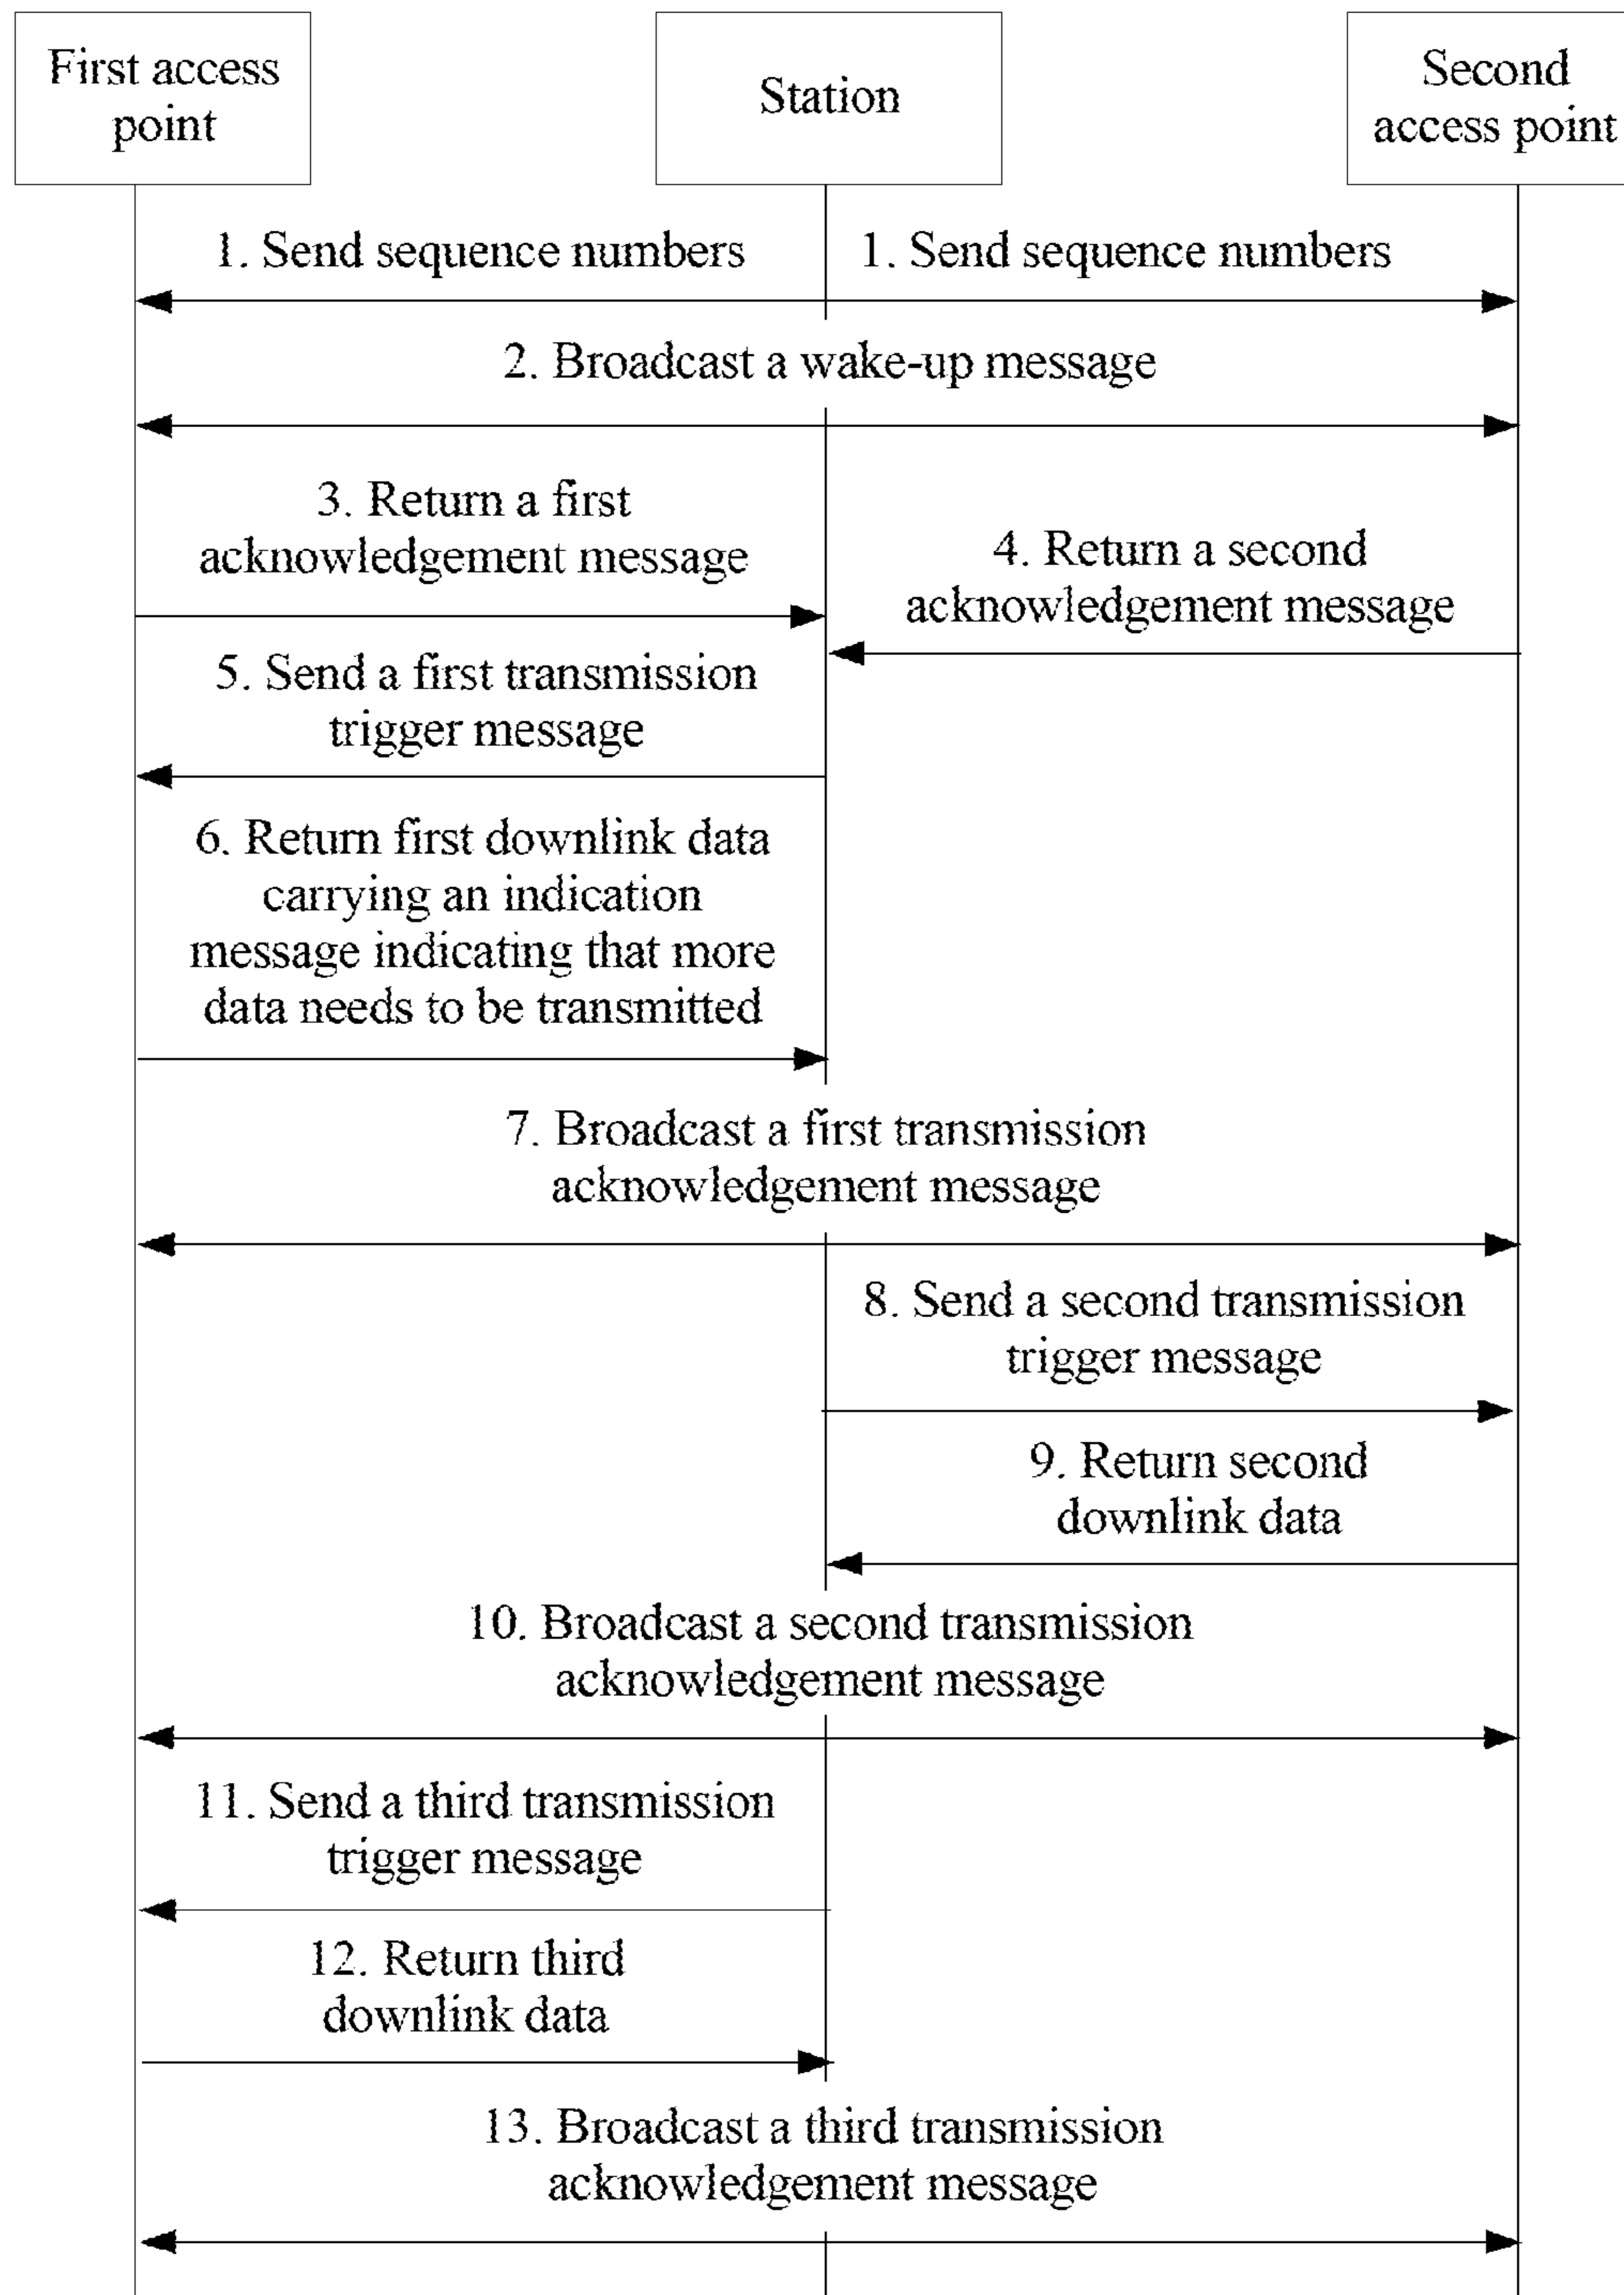 First access
point
Station
Second
access point
1. Send sequence numbers
1. Send sequence numbers
2. Broadcast a wake-up message
3. Return a first
acknowledgement message
4. Return a second
acknowledgement message
5. Send a first transmission
trigger message
6. Return first downlink data
carrying an indication
message indicating that more
data needs to be transmitted
7. Broadcast a first transmission
acknowledgement message
8. Send a second transmission
trigger message
9. Return second
downlink data
10. Broadcast a second transmission
acknowledgement message
11. Send a third transmission
trigger message
12. Return third
downlink data
13. Broadcast a third transmission
acknowledgement message